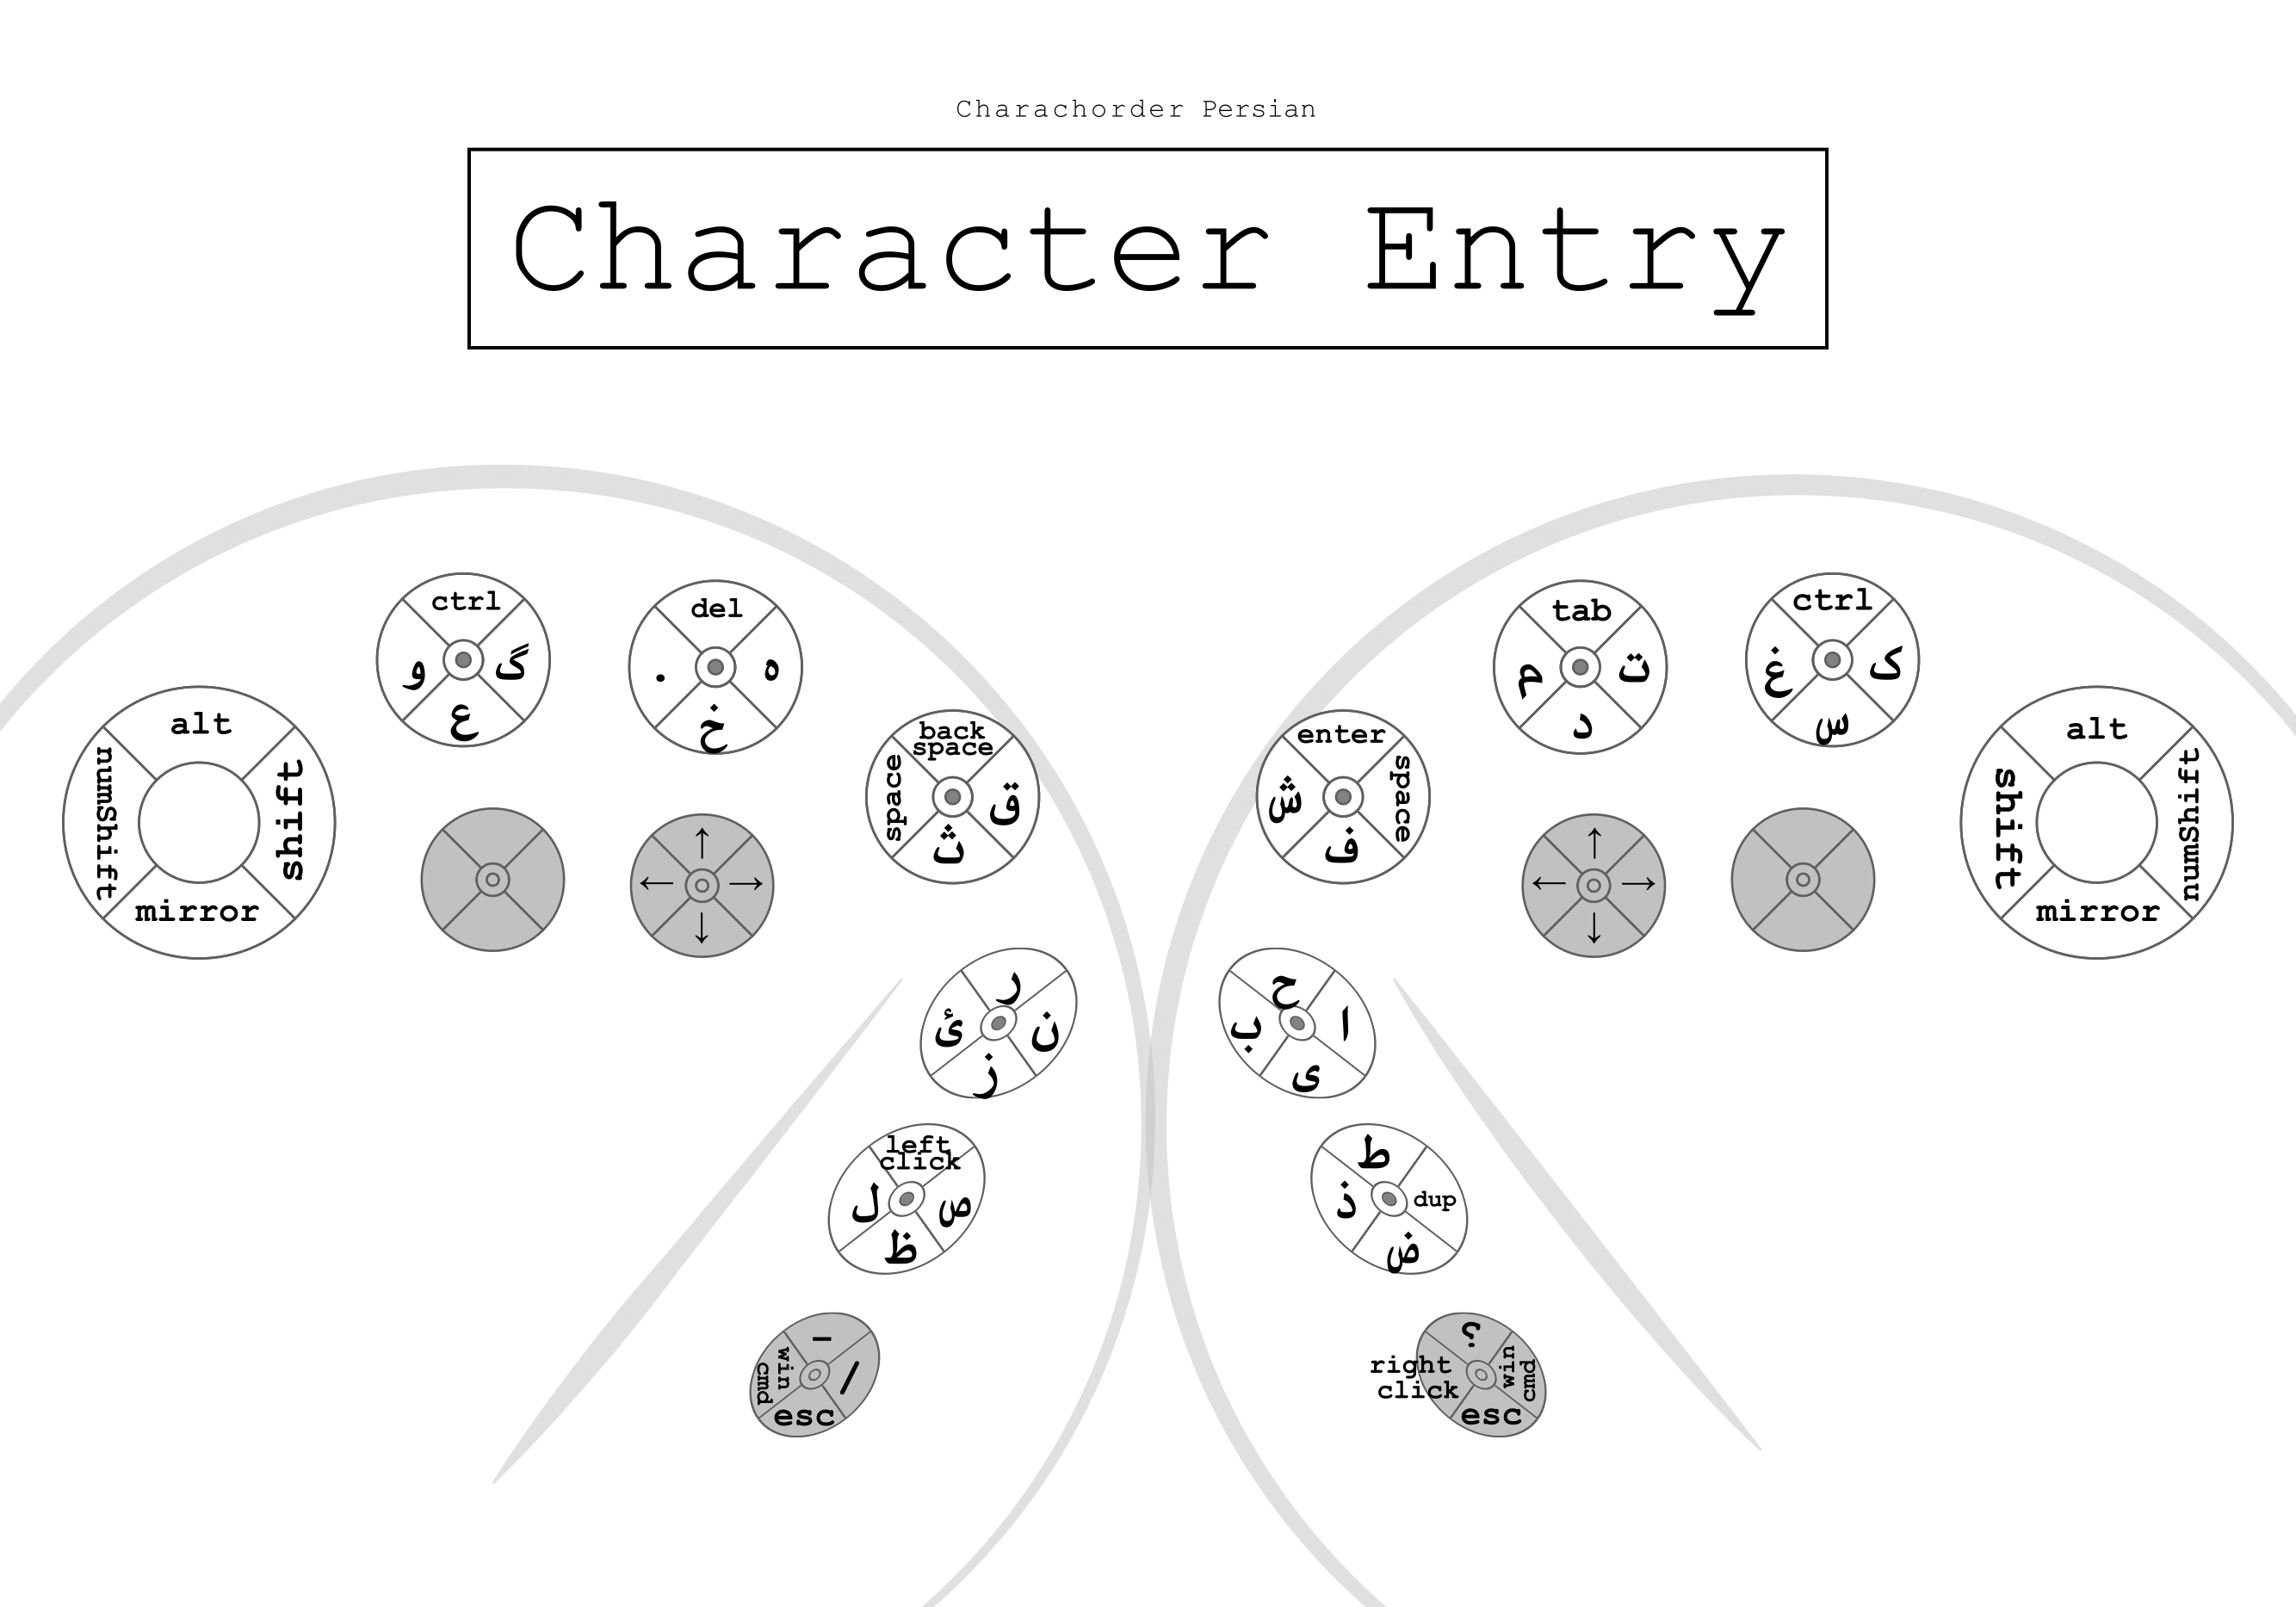 Charachorder Persian
Character Entry
ctrl
و
گ
ع
del
.
ه
خ
tab
م
ت
د
ctrl
غ
ک
س
alt
numShift
shift
mirror
back
space
space
ق
ث
enter
ش
space
ف
alt
shift
numShift
mirror
↑
← →
↓
↑
← →
↓
ر
ئ
ن
ز
ح
ب
ا
ی
left
click
ل
ص
ظ
ط
ذ
dup
ض
-
win
cmd
/
esc
؟
right
click
win
cmd
esc